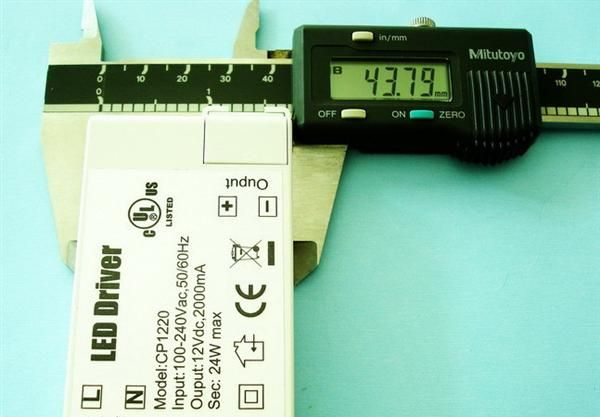 in/mm
Mitutoyo
B 43.79 mm
OFF ON ZERO
0 10 20 30 40
110 12
0 1
Ouput
+ −
C UL US
®
LISTED
LED Driver
Model:CP1220
Input:100-240Vac,50/60Hz
Ouput:12Vdc,2000mA
Sec: 24W max
CE
L
N